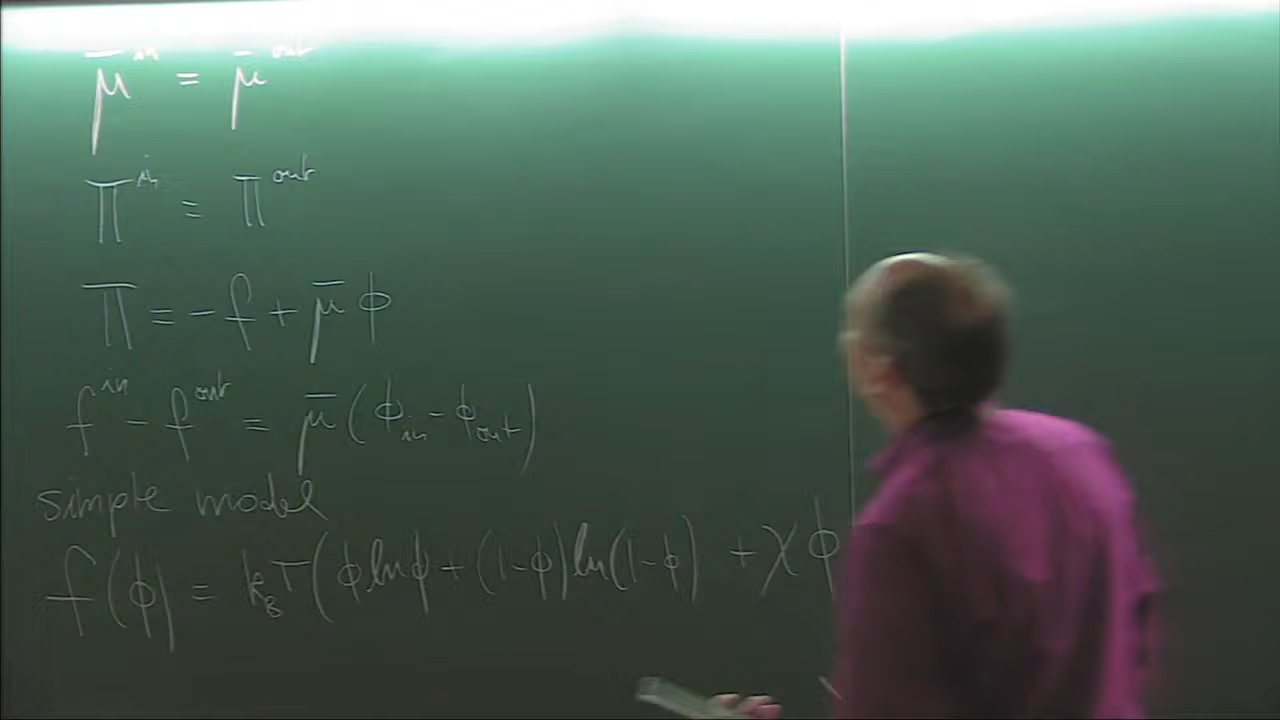 μ̄^in = μ̄^out
Π^in = Π^out
Π = -f + μ̄ φ
f^in - f^out = μ̄ (φ_in - φ_out)
simple model
f(φ) = k_B T (φ ln φ + (1-φ) ln (1-φ) + χ φ